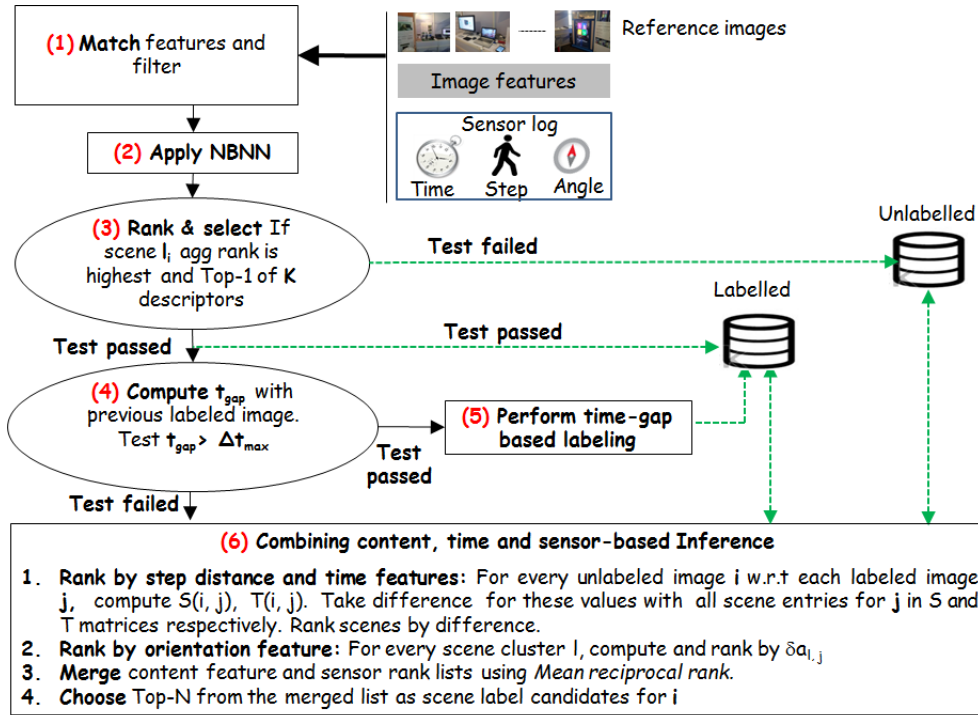 (1) Match features and
filter
Reference images
Image features
Sensor log
Time Step Angle
(2) Apply NBNN
(3) Rank & select If
scene l_i agg rank is
highest and Top-1 of K
descriptors
Test failed
Unlabelled
Labelled
Test passed
Test passed
(4) Compute t_gap with
previous labeled image.
Test t_gap > Δt_max
(5) Perform time-gap
based labeling
Test
passed
Test failed
(6) Combining content, time and sensor-based Inference
1. Rank by step distance and time features: For every unlabeled image i w.r.t each labeled image
j, compute S(i, j), T(i, j). Take difference for these values with all scene entries for j in S and
T matrices respectively. Rank scenes by difference.
2. Rank by orientation feature: For every scene cluster l, compute and rank by δa_l,j
3. Merge content feature and sensor rank lists using Mean reciprocal rank.
4. Choose Top-N from the merged list as scene label candidates for i